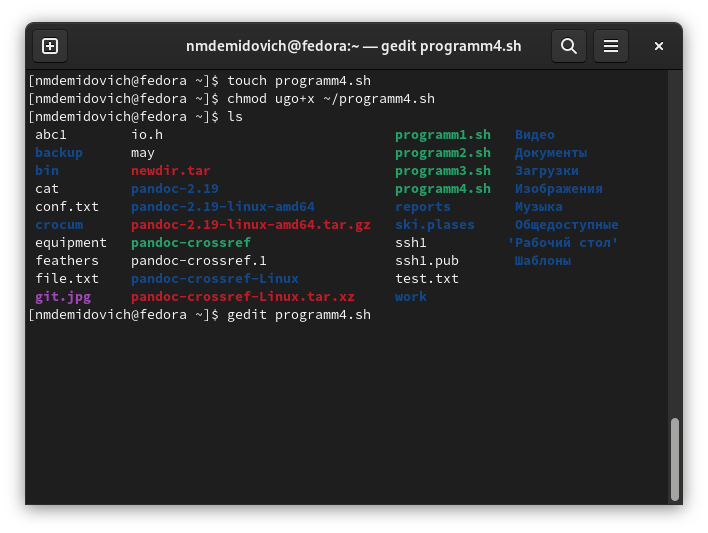 nmdemidovich@fedora:~ — gedit programm4.sh
[nmdemidovich@fedora ~]$ touch programm4.sh
[nmdemidovich@fedora ~]$ chmod ugo+x ~/programm4.sh
[nmdemidovich@fedora ~]$ ls
abc1 io.h programm1.sh Видео
backup may programm2.sh Документы
bin newdir.tar programm3.sh Загрузки
cat pandoc-2.19 programm4.sh Изображения
conf.txt pandoc-2.19-linux-amd64 reports Музыка
crocum pandoc-2.19-linux-amd64.tar.gz ski.plases Общедоступные
equipment pandoc-crossref ssh1 'Рабочий стол'
feathers pandoc-crossref.1 ssh1.pub Шаблоны
file.txt pandoc-crossref-Linux test.txt
git.jpg pandoc-crossref-Linux.tar.xz work
[nmdemidovich@fedora ~]$ gedit programm4.sh